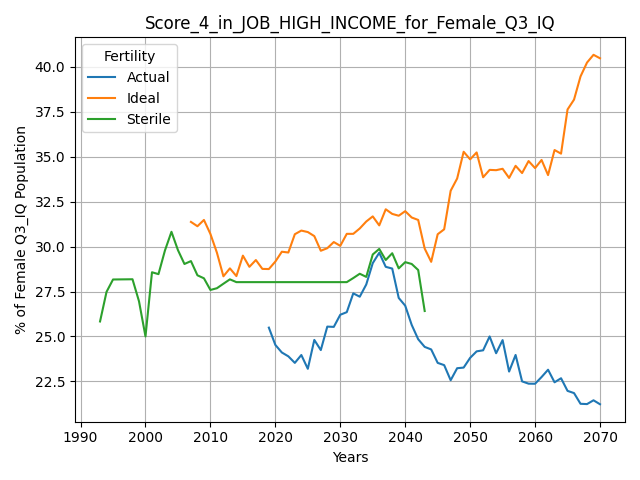 Score_4_in_JOB_HIGH_INCOME_for_Female_Q3_IQ
Fertility
Actual
Ideal
Sterile
% of Female Q3_IQ Population
40.0
37.5
35.0
32.5
30.0
27.5
25.0
22.5
1990 2000 2010 2020 2030 2040 2050 2060 2070
Years